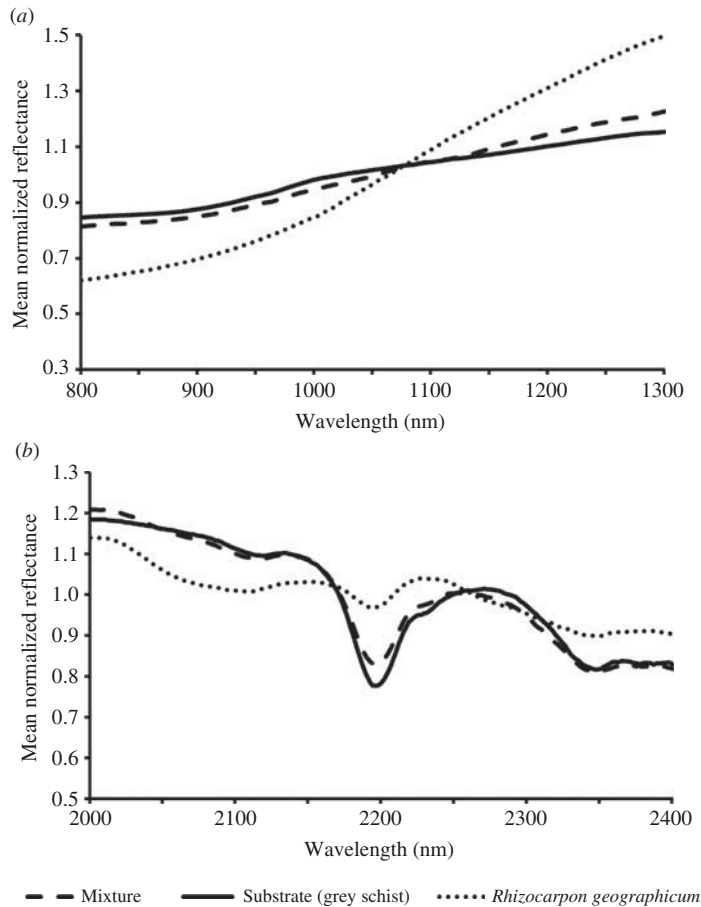 (a)
1.5
1.3
1.1
0.9
0.7
0.5
0.3
Mean normalized reflectance
800 900 1000 1100 1200 1300
Wavelength (nm)
(b)
1.3
1.2
1.1
1.0
0.9
0.8
0.7
0.6
0.5
Mean normalized reflectance
2000 2100 2200 2300 2400
Wavelength (nm)
Mixture Substrate (grey schist) Rhizocarpon geographicum